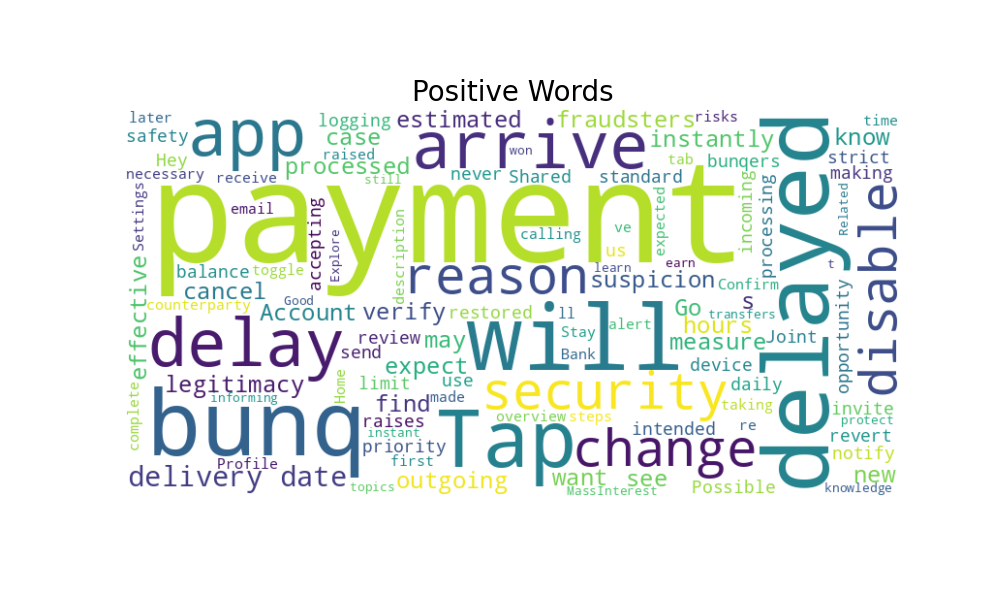 Positive Words
later
safety
app
logging
case
estimated
fraudsters
risks
time
Hey
necessary
receive
raised
processed
still
arrive
won
never
Shared
standard
instantly
tab
bunqers
know
strict
making
payment
delayed
disable
Settings
email
accepting
Explore
description
calling
ve
us
expected
incoming
processing
Related
t
balance
toggle
reason
learn
earn
suspicion
Confirm
cancel
counterparty
Good
Account
verify
restored
ll
Stay
alert
Go
s
transfers
hours
effective
delay
review
may
will
Bank
measure
Joint
opportunity
send
expect
device
legitimacy
informing
Home
limit
use
security
daily
complete
bunq
find
made
overview
steps
taking
invite
protect
raises
instant
Tap
intended
re
revert
priority
change
notify
Profile
first
delivery date
topics
outgoing
want see
MassInterest
Possible
new
knowledge